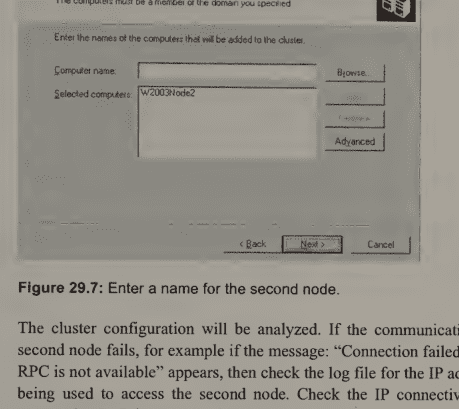 The computers must be a member of the domain you specified
Enter the names of the computers that will be added to the cluster.
Computer name:
Browse...
Selected computers:
W2003Node2
Advanced
< Back
Next >
Cancel
Figure 29.7: Enter a name for the second node.
The cluster configuration will be analyzed. If the communicati
second node fails, for example if the message: “Connection failed
RPC is not available” appears, then check the log file for the IP ad
being used to access the second node. Check the IP connectiv